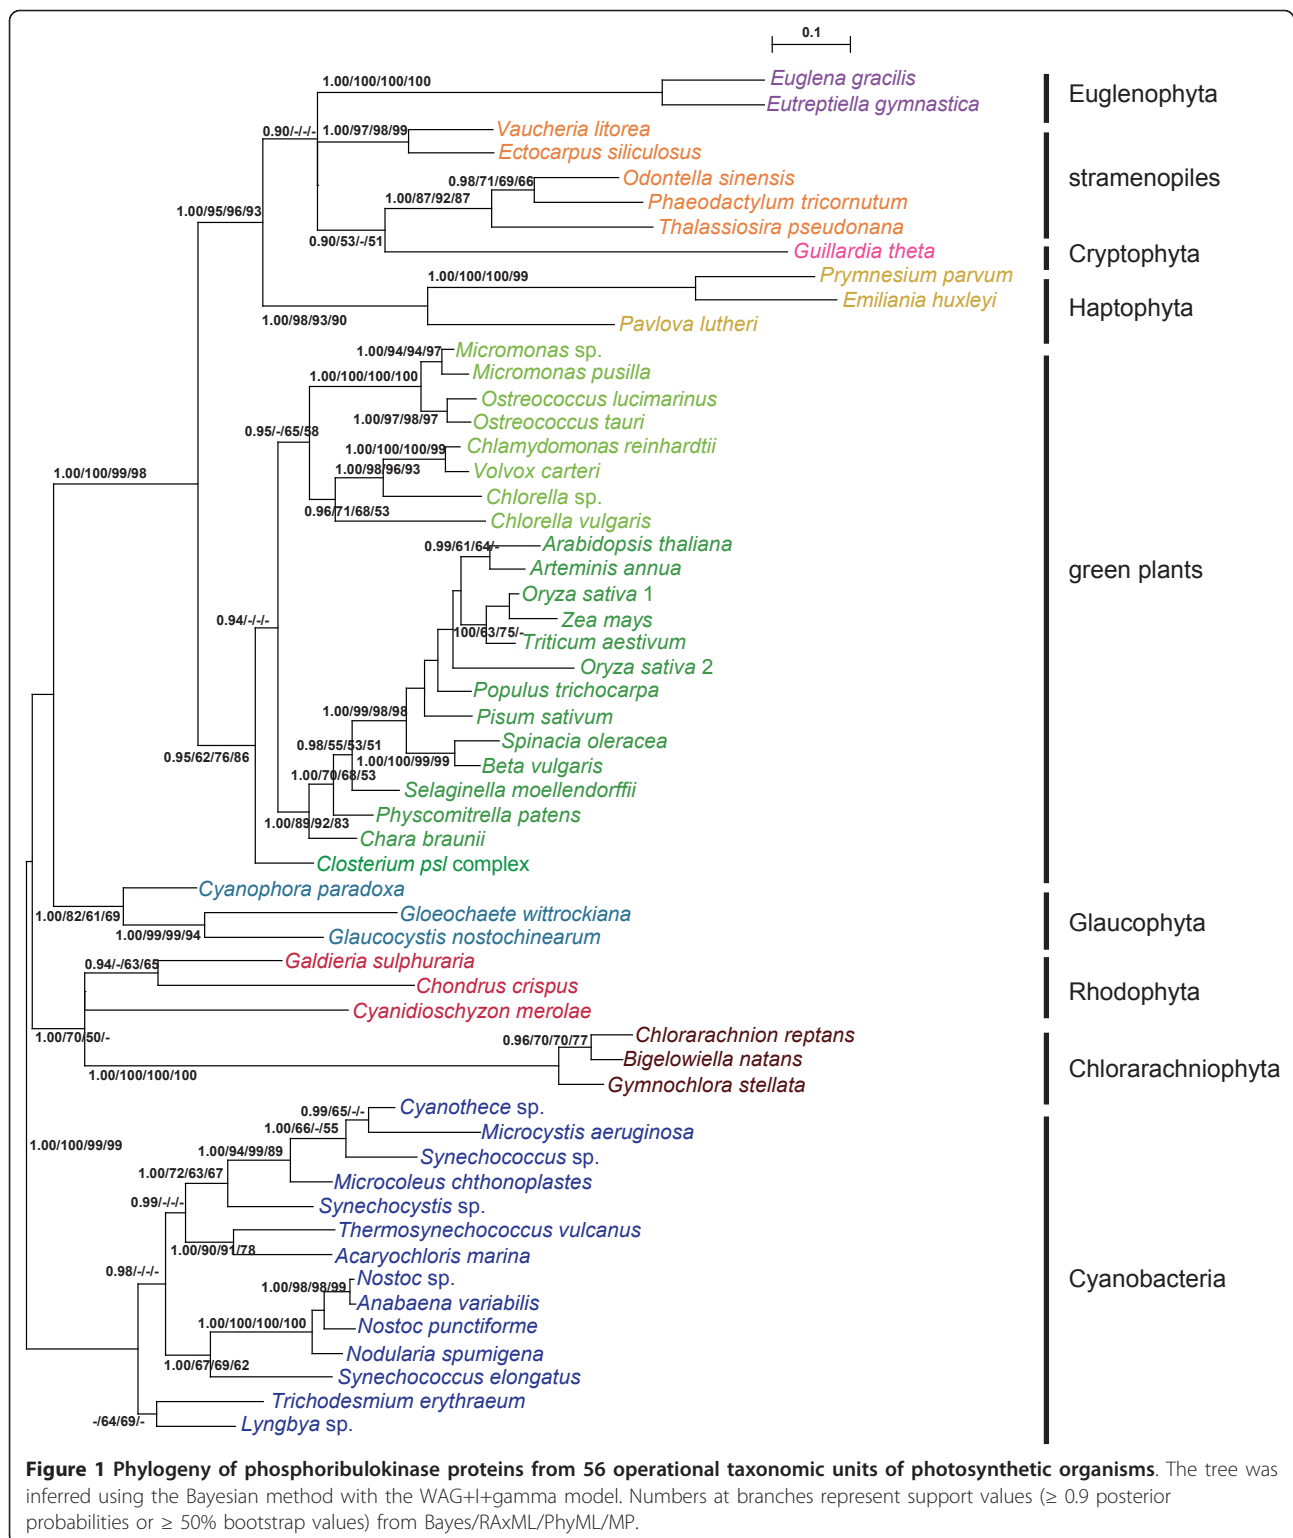 0.1
1.00/100/100/100
Euglena gracilis
Eutreptiella gymnastica
Euglenophyta
0.90/-/-/-
1.00/97/98/99
Vaucheria litorea
Ectocarpus siliculosus
0.98/71/69/66
Odontella sinensis
1.00/87/92/87
Phaeodactylum tricornutum
Thalassiosira pseudonana
stramenopiles
1.00/95/96/93
0.90/53/-/51
Guillardia theta
Cryptophyta
1.00/100/100/99
Prymnesium parvum
Emiliania huxleyi
1.00/98/93/90
Pavlova lutheri
Haptophyta
1.00/94/94/97
Micromonas sp.
1.00/100/100/100
Micromonas pusilla
Ostreococcus lucimarinus
1.00/97/98/97
Ostreococcus tauri
0.95/-/65/58
1.00/100/100/99
Chlamydomonas reinhardtii
1.00/98/96/93
Volvox carteri
1.00/100/99/98
Chlorella sp.
0.96/71/68/53
Chlorella vulgaris
0.99/61/64/-
Arabidopsis thaliana
Arteminis annua
green plants
Oryza sativa 1
0.94/-/-/-
Zea mays
100/63/75/-
Triticum aestivum
Oryza sativa 2
Populus trichocarpa
1.00/99/98/98
Pisum sativum
0.98/55/53/51
Spinacia oleracea
0.95/62/76/86
1.00/100/99/99
Beta vulgaris
1.00/70/68/53
Selaginella moellendorffii
Physcomitrella patens
1.00/89/92/83
Chara braunii
Closterium psl complex
Cyanophora paradoxa
1.00/82/61/69
Gloeochaete wittrockiana
1.00/99/99/94
Glaucocystis nostochinearum
Glaucophyta
0.94/-/63/65
Galdieria sulphuraria
Chondrus crispus
Cyanidioschyzon merolae
Rhodophyta
1.00/70/50/-
0.96/70/70/77
Chlorarachnion reptans
Bigelowiella natans
1.00/100/100/100
Gymnochlora stellata
Chlorarachniophyta
0.99/65/-/-
Cyanothece sp.
1.00/66/-/55
Microcystis aeruginosa
1.00/100/99/99
1.00/94/99/89
Synechococcus sp.
1.00/72/63/67
Microcoleus chthonoplastes
0.99/-/-/-
Synechocystis sp.
Thermosynechococcus vulcanus
1.00/90/91/78
Acaryochloris marina
0.98/-/-/-
1.00/98/98/99
Nostoc sp.
Anabaena variabilis
Cyanobacteria
1.00/100/100/100
Nostoc punctiforme
Nodularia spumigena
1.00/67/69/62
Synechococcus elongatus
Trichodesmium erythraeum
-/64/69/-
Lyngbya sp.
Figure 1 Phylogeny of phosphoribulokinase proteins from 56 operational taxonomic units of photosynthetic organisms. The tree was
inferred using the Bayesian method with the WAG+I+gamma model. Numbers at branches represent support values (≥ 0.9 posterior
probabilities or ≥ 50% bootstrap values) from Bayes/RAxML/PhyML/MP.